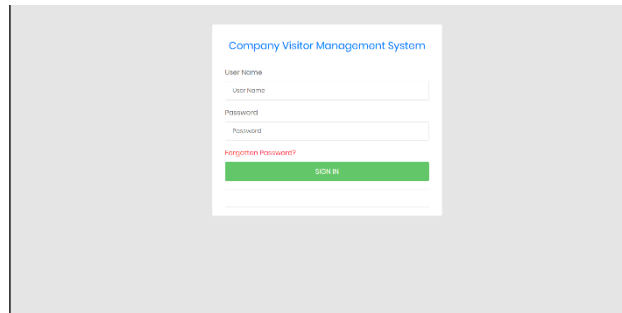 Company Visitor Management System
User Name
User Name
Password
Password
Forgotten Password?
SIGN IN